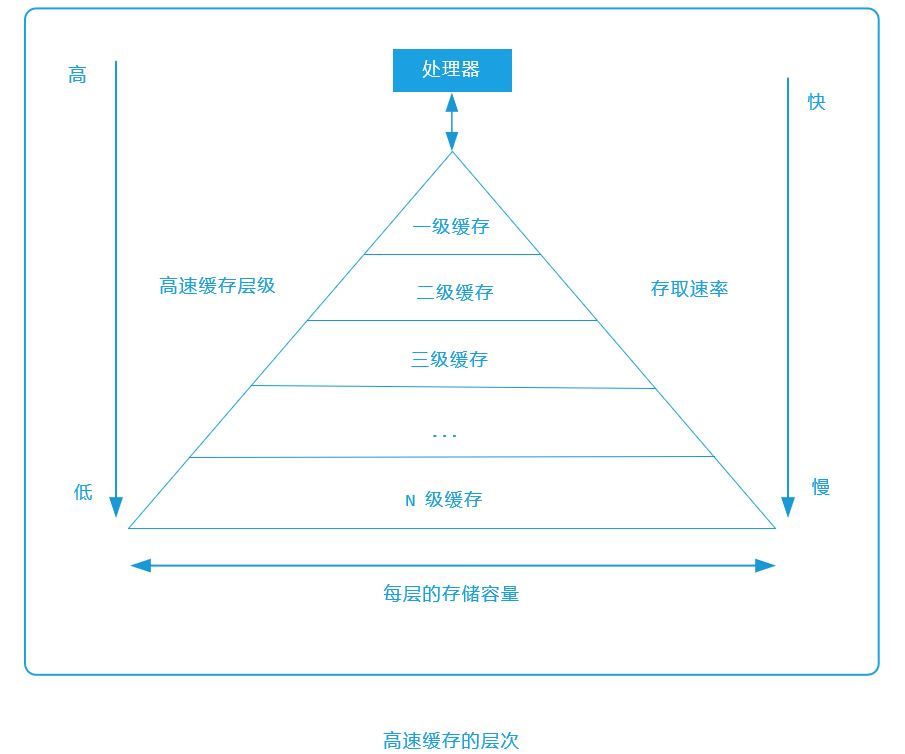 处理器
高
快
一级缓存
高速缓存层级
二级缓存
存取速率
三级缓存
...
低
N 级缓存
慢
每层的存储容量
高速缓存的层次